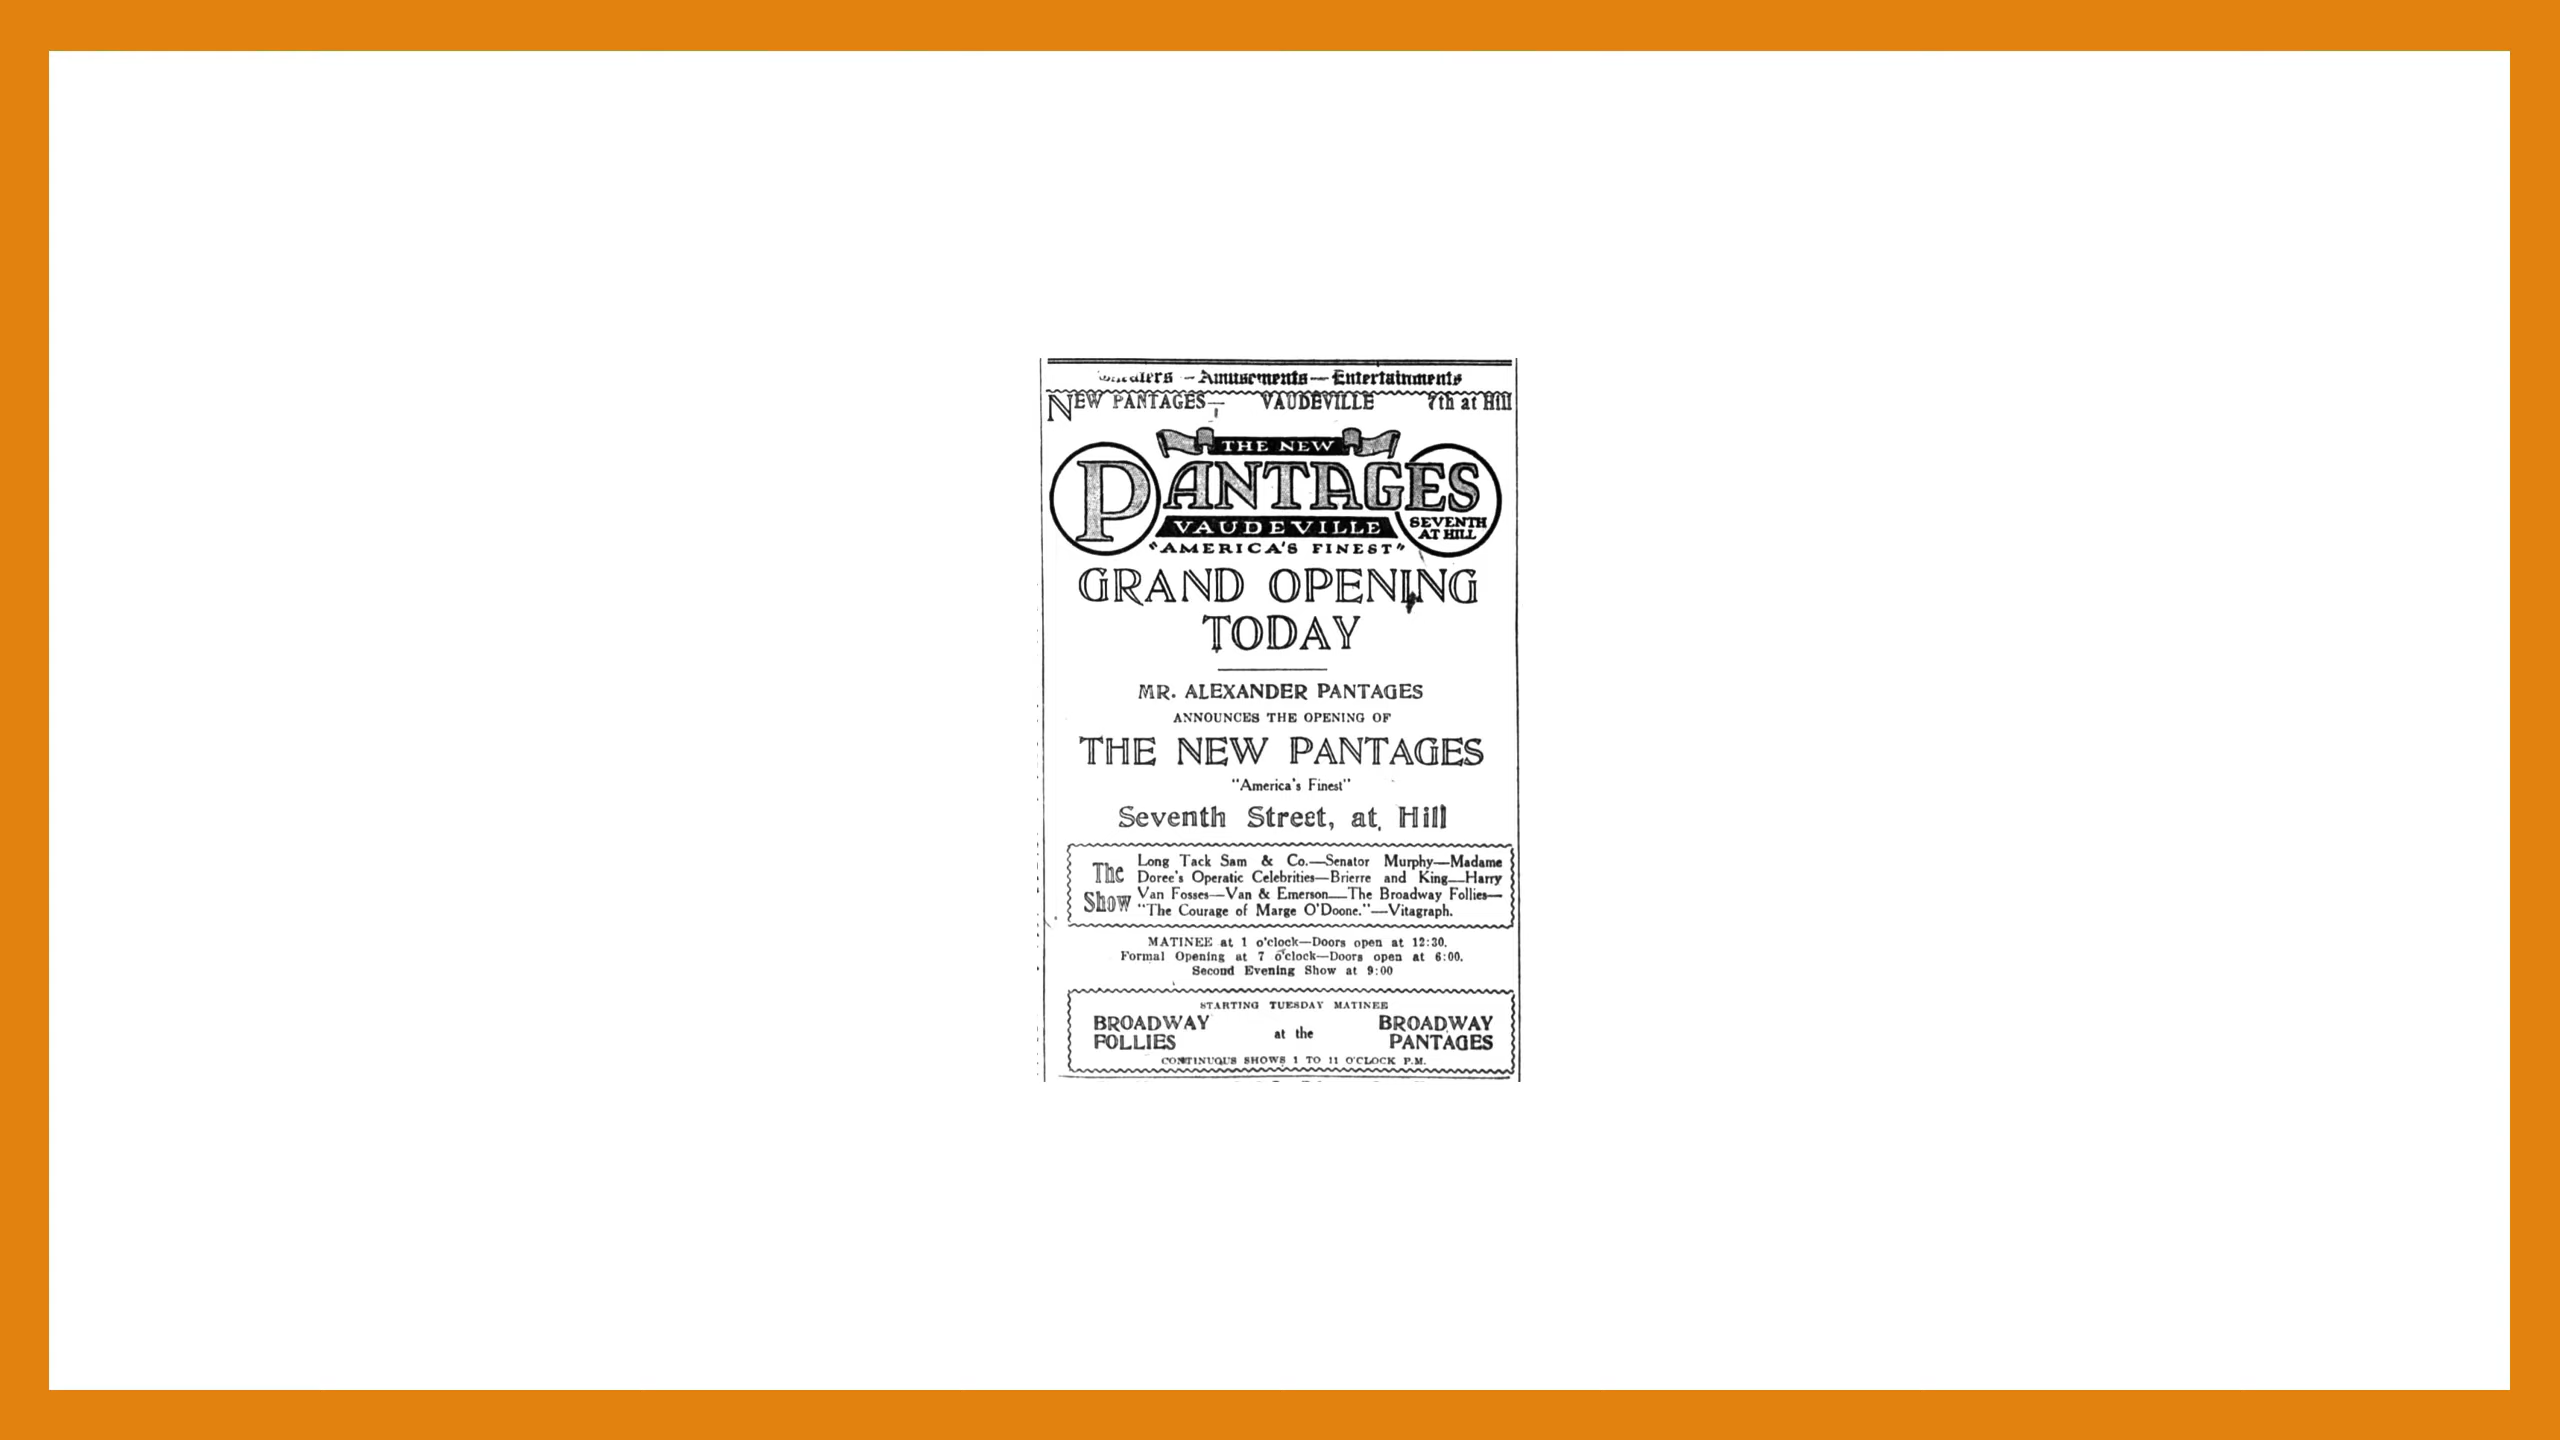 Theaters - Amusements - Entertainments
NEW PANTAGES— VAUDEVILLE 7th at Hill
THE NEW
PANTAGES
VAUDEVILLE
SEVENTH
AT HILL
"AMERICA'S FINEST"
GRAND OPENING
TODAY
MR. ALEXANDER PANTAGES
ANNOUNCES THE OPENING OF
THE NEW PANTAGES
"America's Finest"
Seventh Street, at Hill
The
Show
Long Tack Sam & Co.—Senator Murphy—Madame
Doree's Operatic Celebrities—Brierre and King—Harry
Van Fosses—Van & Emerson—The Broadway Follies—
"The Courage of Marge O'Doone."—Vitagraph.
MATINEE at 1 o'clock—Doors open at 12:30.
Formal Opening at 7 o'clock—Doors open at 6:00.
Second Evening Show at 9:00
STARTING TUESDAY MATINEE
BROADWAY
FOLLIES
at the
BROADWAY
PANTAGES
CONTINUOUS SHOWS 1 TO 11 O'CLOCK P.M.